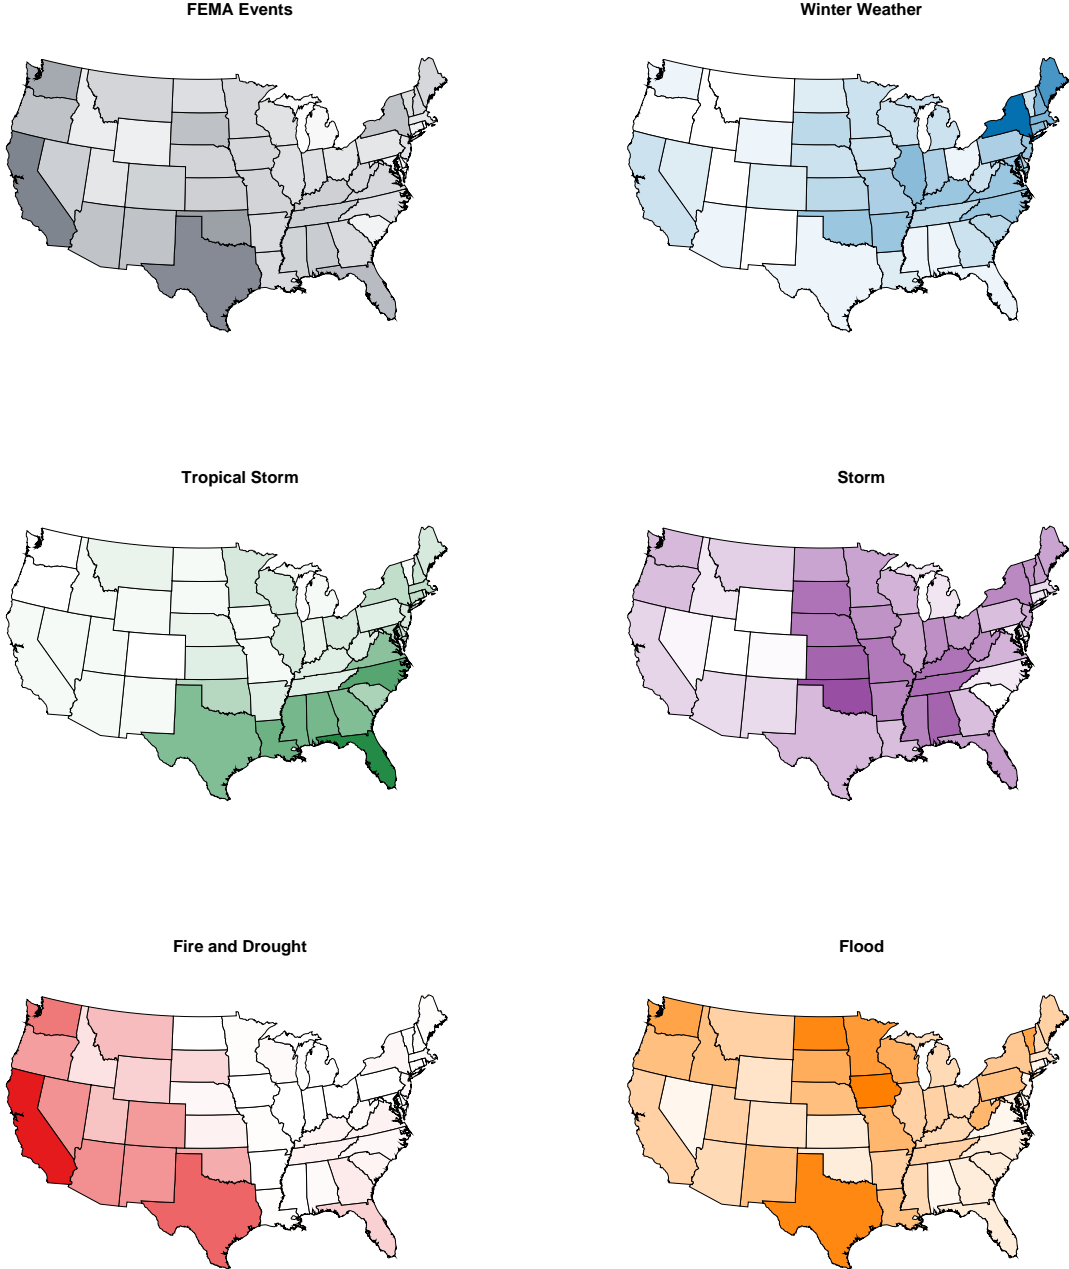 FEMA Events
Winter Weather
Tropical Storm
Storm
Fire and Drought
Flood